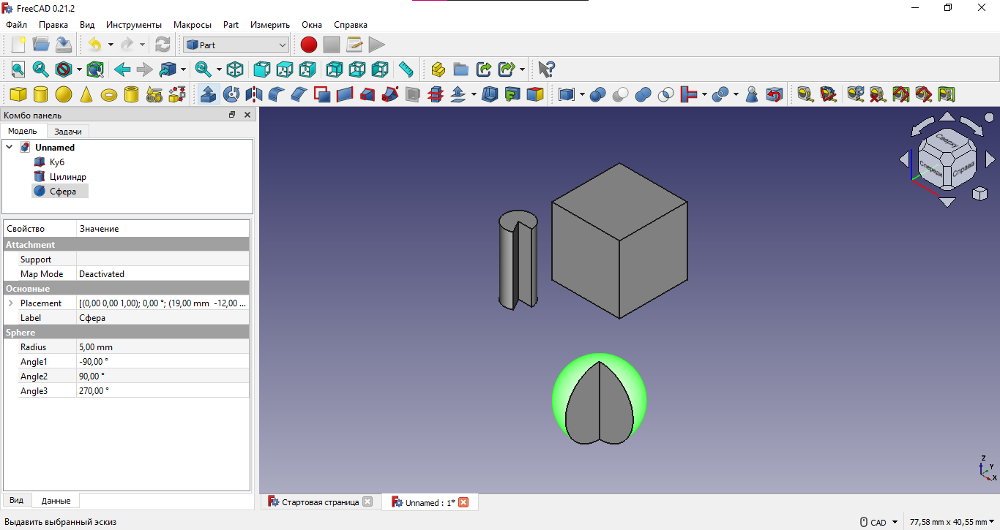 FreeCAD 0.21.2
Файл Правка Вид Инструменты Макросы Part Измерить Окна Справка
Part
Комбо панель
Модель Задачи
Unnamed
Куб
Цилиндр
Сфера
Свойство Значение
Attachment
Support
Map Mode Deactivated
Основные
Placement [(0,00 0,00 1,00); 0,00 °; (19,00 mm -12,00 ...
Label Сфера
Sphere
Radius 5,00 mm
Angle1 -90,00 °
Angle2 90,00 °
Angle3 270,00 °
Сверху
Спереди Справа
Z
Y
X
Вид Данные
Стартовая страница Unnamed : 1*
Выдавить выбранный эскиз
CAD 77,58 mm x 40,55 mm